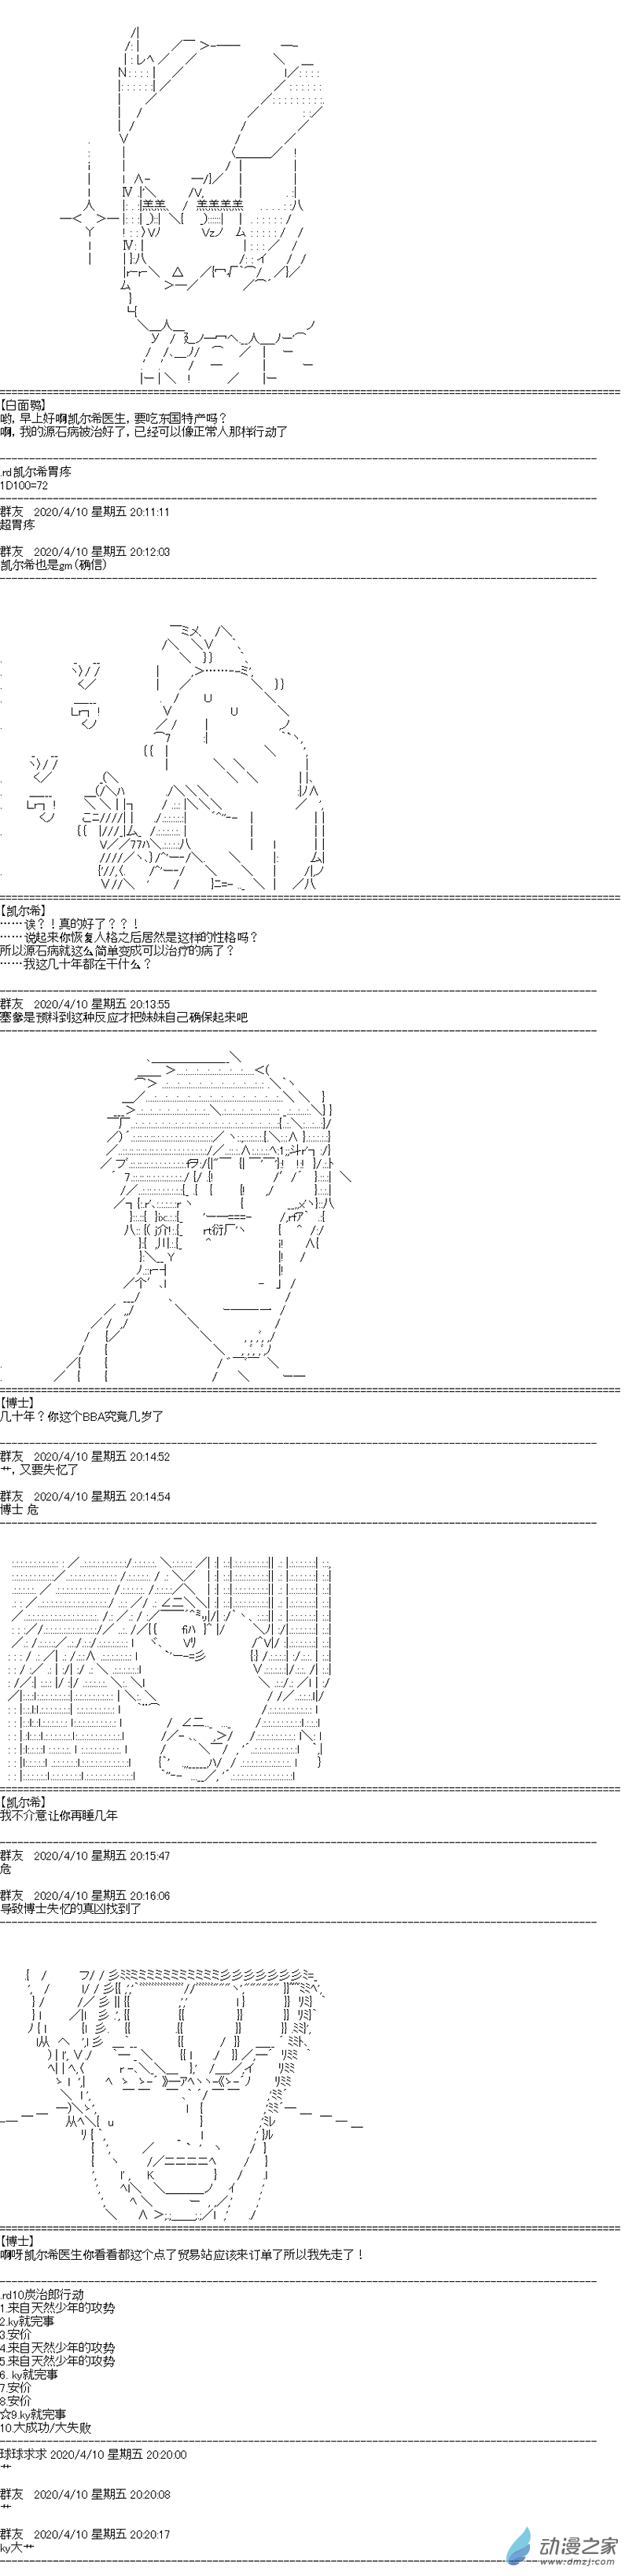 【白面鸮】
哟，早上好啊凯尔希医生，要吃东国特产吗？
啊，我的源石病被治好了，已经可以像正常人那样行动了
.rd凯尔希胃疼
1D100=72
群友　2020/4/10 星期五 20:11:11
超胃疼
群友　2020/4/10 星期五 20:12:03
凯尔希也是gm（确信）
【凯尔希】
……诶？！真的好了？？！
……说起来你恢复人格之后居然是这样的性格吗？
所以源石病就这么简单变成可以治疗的病了？
……我这几十年都在干什么？
群友　2020/4/10 星期五 20:13:55
塞爹是预料到这种反应才把妹妹自己确保起来吧
【博士】
几十年？你这个BBA究竟几岁了
群友　2020/4/10 星期五 20:14:52
艹，又要失忆了
群友　2020/4/10 星期五 20:14:54
博士 危
【凯尔希】
我不介意让你再睡几年
群友　2020/4/10 星期五 20:15:47
危
群友　2020/4/10 星期五 20:16:06
导致博士失忆的真凶找到了
【博士】
啊呀凯尔希医生你看看都这个点了贸易站应该来订单了所以我先走了！
.rd10炭治郎行动
1.来自天然少年的攻势
2.ky就完事
3.安价
4.来自天然少年的攻势
5.来自天然少年的攻势
6. ky就完事
7.安价
8.安价
☆9.ky就完事
10.大成功/大失败
球球求求 2020/4/10 星期五 20:20:00
艹
群友　2020/4/10 星期五 20:20:08
艹
群友　2020/4/10 星期五 20:20:17
ky大艹
动漫之家
www.dmzj.com